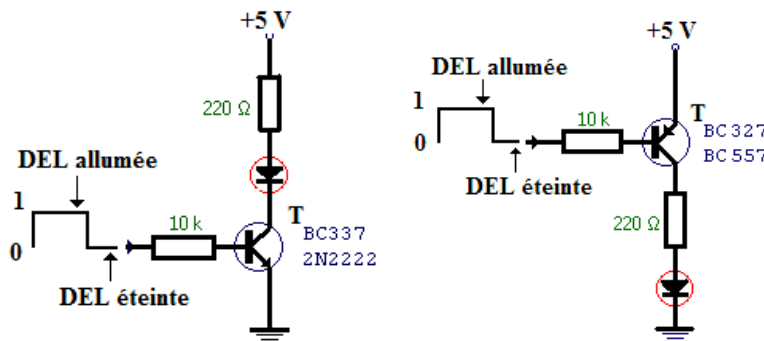 +5 V
220 Ω
DEL allumée
1
0
10 k
DEL éteinte
T
BC337
2N2222
+5 V
DEL allumée
1
0
10 k
DEL éteinte
T
BC327
BC557
220 Ω